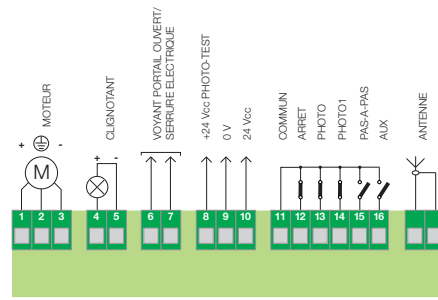 MOTEUR
+ -
M
CLIGNOTANT
+ -
VOYANT PORTAIL OUVERT/
SERRURE ELECTRIQUE
+24 Vcc PHOTO-TEST
0 V
24 Vcc
COMMUN
ARRET
PHOTO
PHOTO1
PAS-A-PAS
AUX
ANTENNE
1 2 3 4 5 6 7 8 9 10 11 12 13 14 15 16